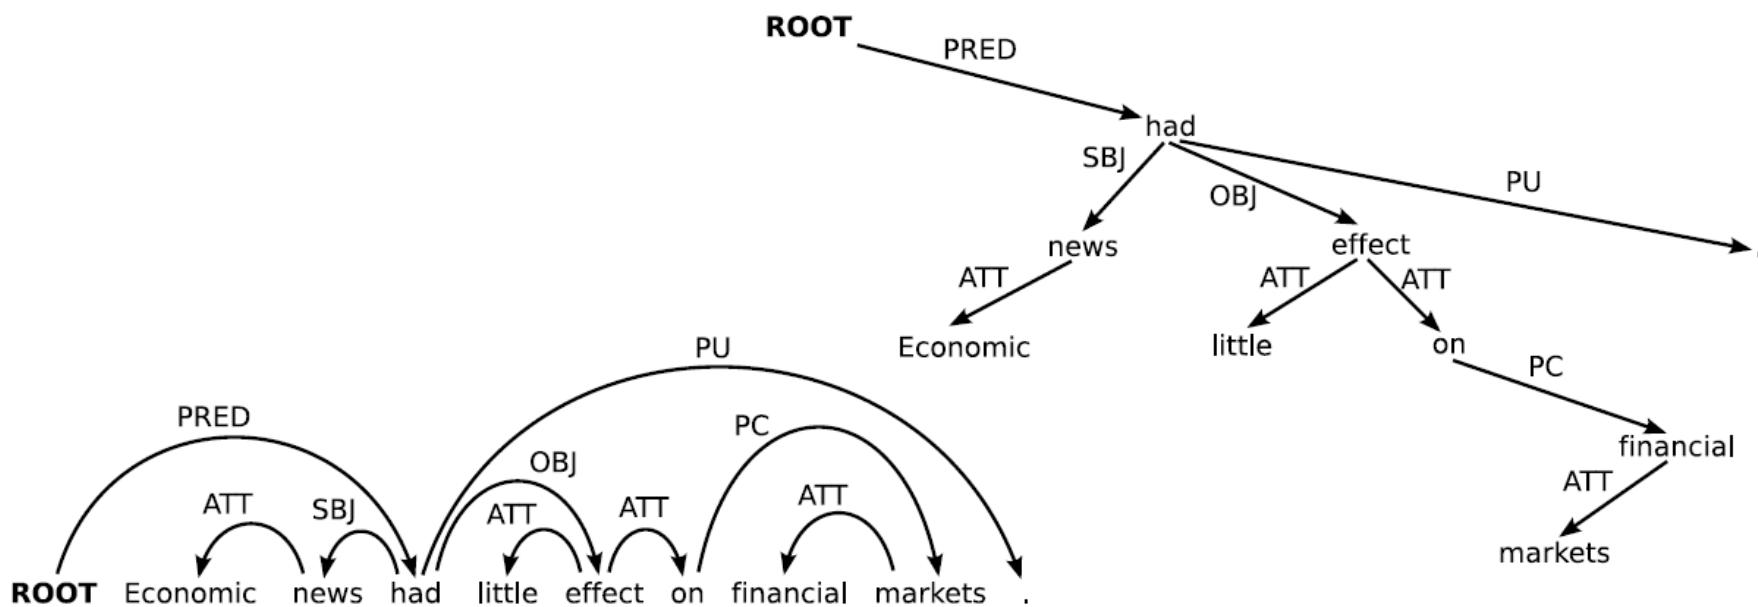 ROOT
PRED
had
SBJ
OBJ
PU
news
effect
.
ATT
ATT
ATT
Economic
little
on
PC
financial
ATT
markets
PU
PRED
PC
OBJ
ATT
SBJ
ATT
ATT
ATT
ROOT Economic news had little effect on financial markets .